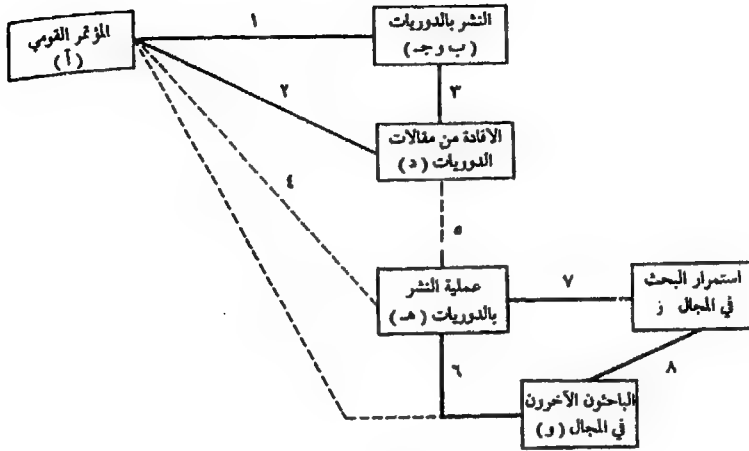 ١
النشر بالدوريات
(ب وجـ)
المؤتمر القومي
(أ)
٢
٣
الافادة من مقالات
الدوريات (د)
٤
٥
عملية النشر
بالدوريات (هـ)
٧
استمرار البحث
في المجال ز
٦
٨
الباحثون الآخرون
في المجال (و)